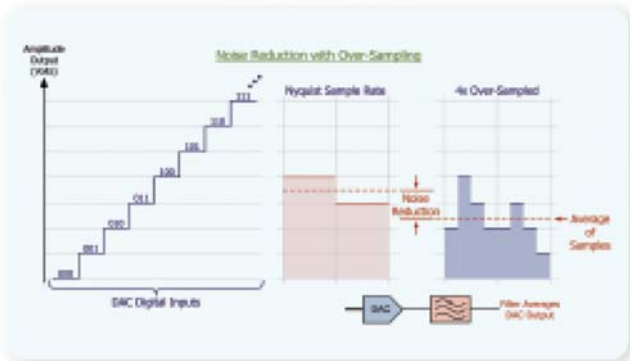 Noise Reduction with Over-Sampling
Amplitude
Output
(Volts)
Nyquist Sample Rate
4x Over-Sampled
111
110
101
100
011
010
001
000
Noise
Reduction
Average
of
Samples
DAC Digital Inputs
DAC
Filter Averages
DAC Output